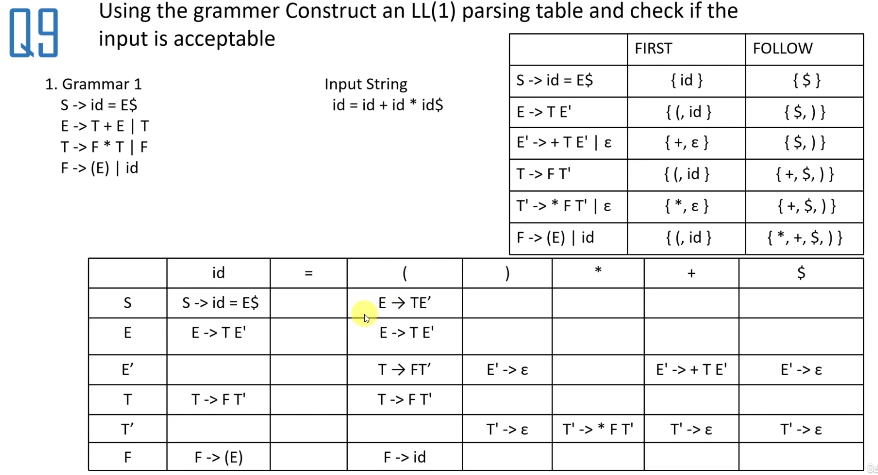 Q9
Using the grammer Construct an LL(1) parsing table and check if the
input is acceptable
1. Grammar 1
S -> id = E$
E -> T + E | T
T -> F * T | F
F -> (E) | id
Input String
id = id + id * id$
FIRST FOLLOW
S -> id = E$ { id } { $ }
E -> T E' { (, id } { $, ) }
E' -> + T E' | ε { +, ε } { $, ) }
T -> F T' { (, id } { +, $, ) }
T' -> * F T' | ε { *, ε } { +, $, ) }
F -> (E) | id { (, id } { *, +, $, ) }
id = ( ) * + $
S S -> id = E$ E → TE’
E E -> T E' E -> T E'
E’ T → FT’ E' -> ε E' -> + T E' E' -> ε
T T -> F T' T -> F T'
T’ T' -> ε T' -> * F T' T' -> ε T' -> ε
F F -> (E) F -> id